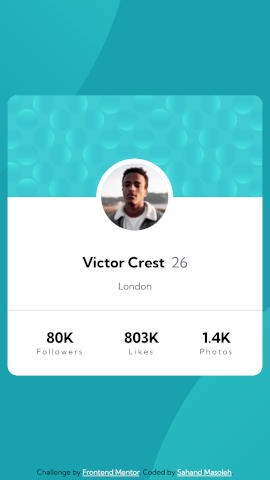 Victor Crest 26
London
80K 803K 1.4K
Followers Likes Photos
Challenge by Frontend Mentor. Coded by Sahand Masoleh